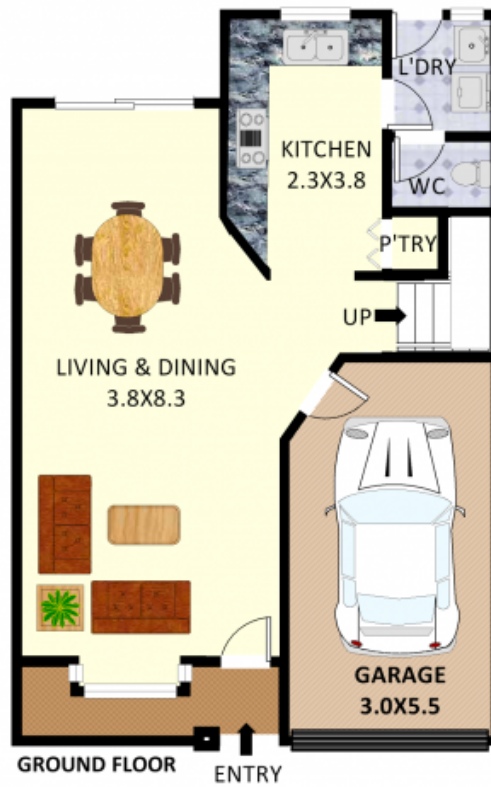 L'DRY
KITCHEN
2.3X3.8
WC
P'TRY
UP
LIVING & DINING
3.8X8.3
GARAGE
3.0X5.5
GROUND FLOOR
ENTRY